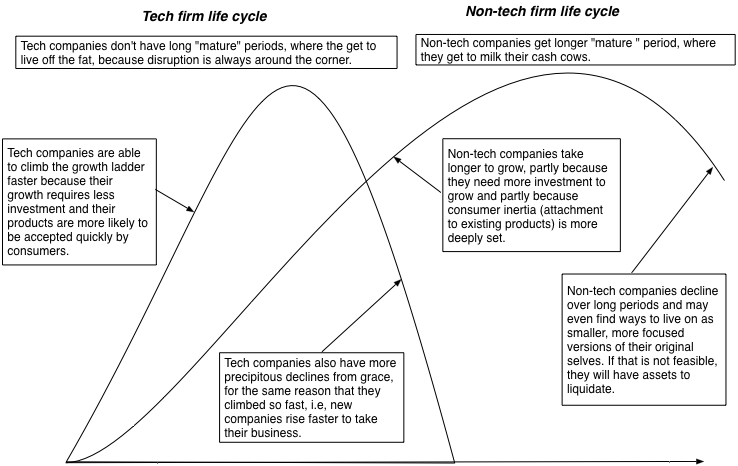 Tech firm life cycle
Non-tech firm life cycle
Tech companies don't have long "mature" periods, where the get to
live off the fat, because disruption is always around the corner.
Non-tech companies get longer "mature " period, where
they get to milk their cash cows.
Tech companies are able
to climb the growth ladder
faster because their
growth requires less
investment and their
products are more likely to
be accepted quickly by
consumers.
Non-tech companies take
longer to grow, partly because
they need more investment to
grow and partly because
consumer inertia (attachment
to existing products) is more
deeply set.
Non-tech companies decline
over long periods and may
even find ways to live on as
smaller, more focused
versions of their original
selves. If that is not feasible,
they will have assets to
liquidate.
Tech companies also have more
precipitous declines from grace,
for the same reason that they
climbed so fast, i.e, new
companies rise faster to take
their business.